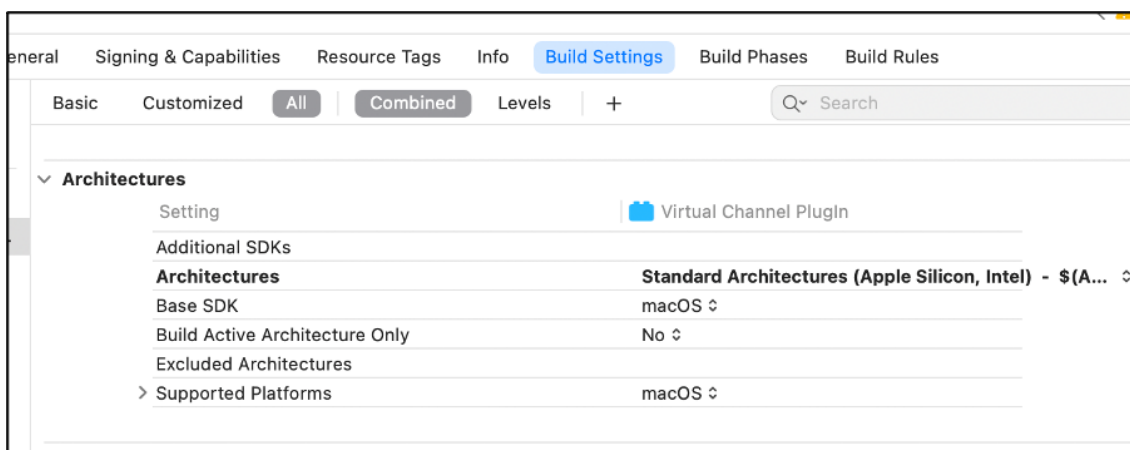 eneral Signing & Capabilities Resource Tags Info Build Settings Build Phases Build Rules
Basic Customized All Combined Levels + Search
Architectures
Setting Virtual Channel PlugIn
Additional SDKs
Architectures Standard Architectures (Apple Silicon, Intel) - $(A...
Base SDK macOS
Build Active Architecture Only No
Excluded Architectures
Supported Platforms macOS